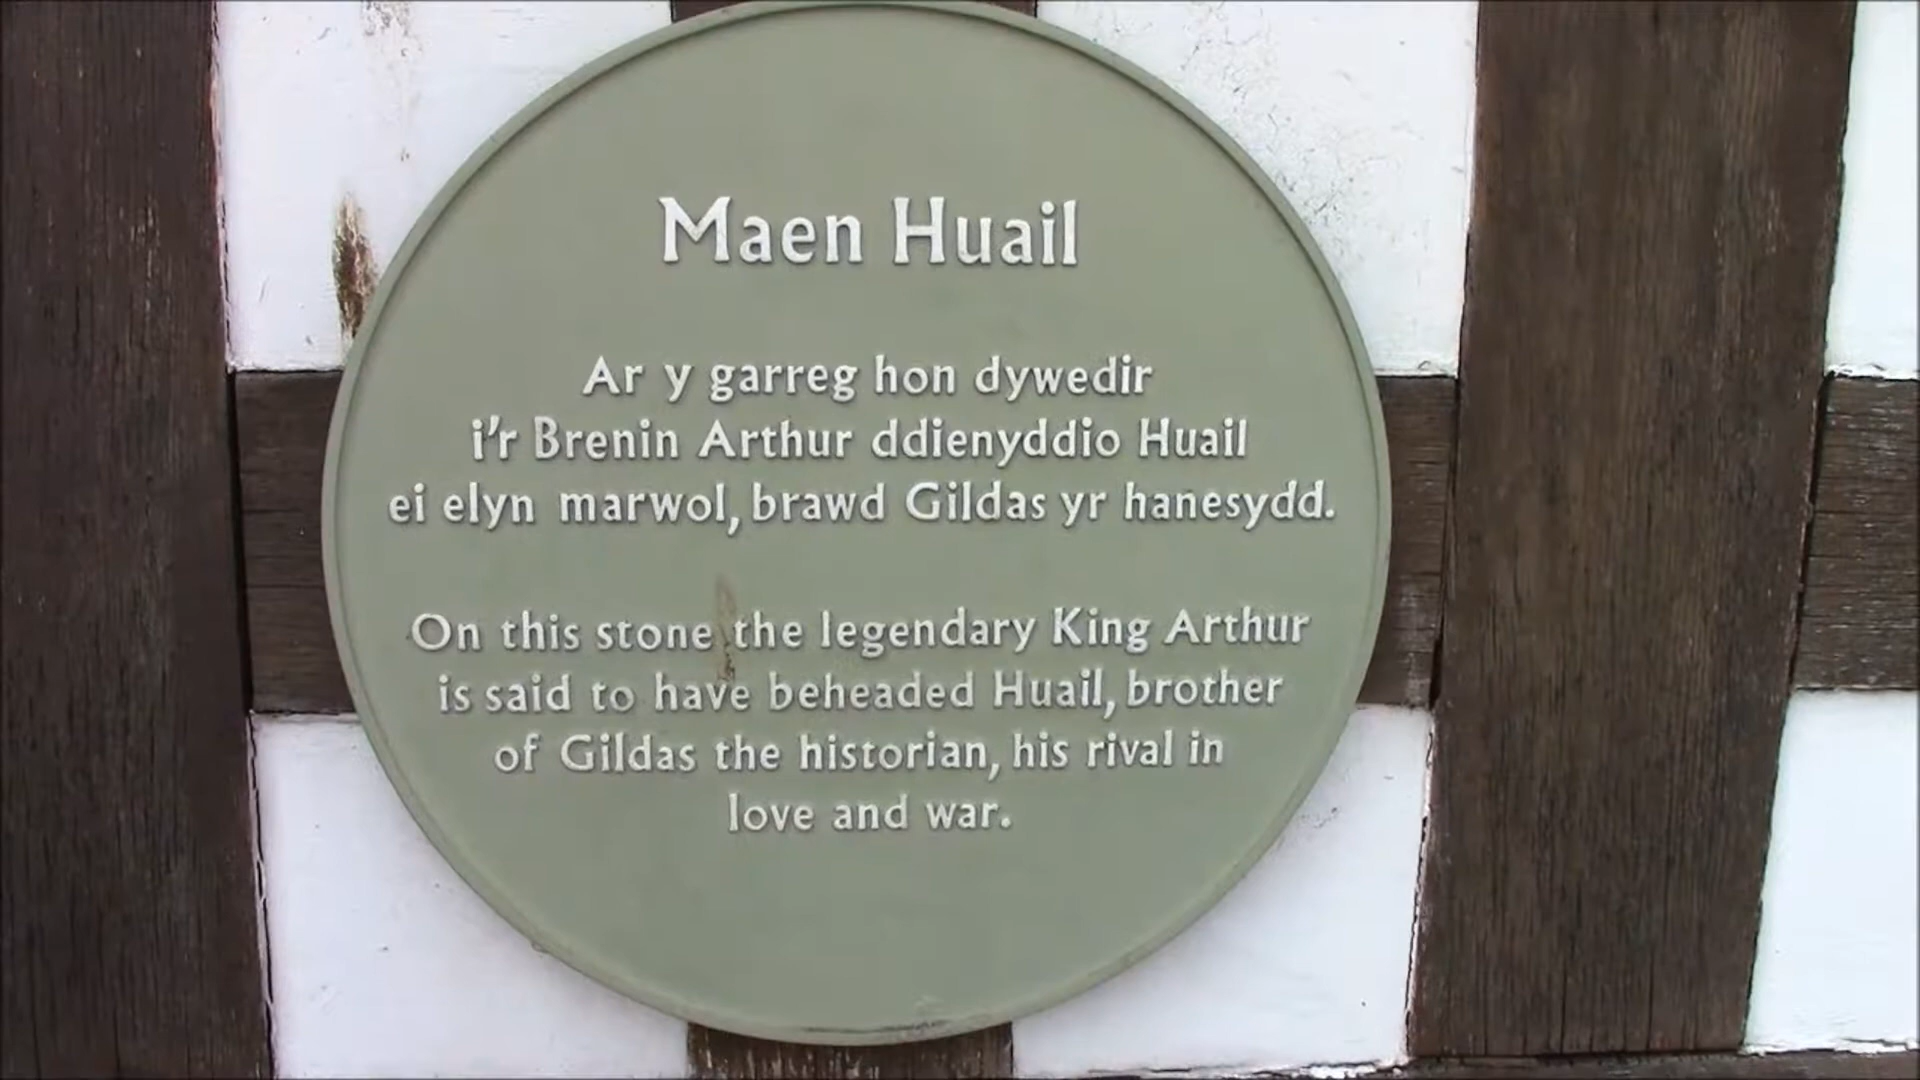 Maen Huail
Ar y garreg hon dywedir
i'r Brenin Arthur ddienyddio Huail
ei elyn marwol, brawd Gildas yr hanesydd.
On this stone the legendary King Arthur
is said to have beheaded Huail, brother
of Gildas the historian, his rival in
love and war.